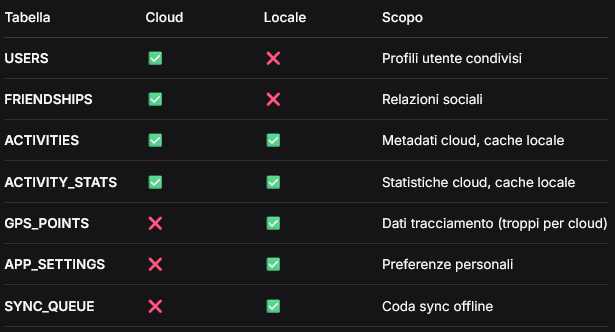 Tabella Cloud Locale Scopo
USERS ✅ ❌ Profili utente condivisi
FRIENDSHIPS ✅ ❌ Relazioni sociali
ACTIVITIES ✅ ✅ Metadati cloud, cache locale
ACTIVITY_STATS ✅ ✅ Statistiche cloud, cache locale
GPS_POINTS ❌ ✅ Dati tracciamento (troppi per cloud)
APP_SETTINGS ❌ ✅ Preferenze personali
SYNC_QUEUE ❌ ✅ Coda sync offline